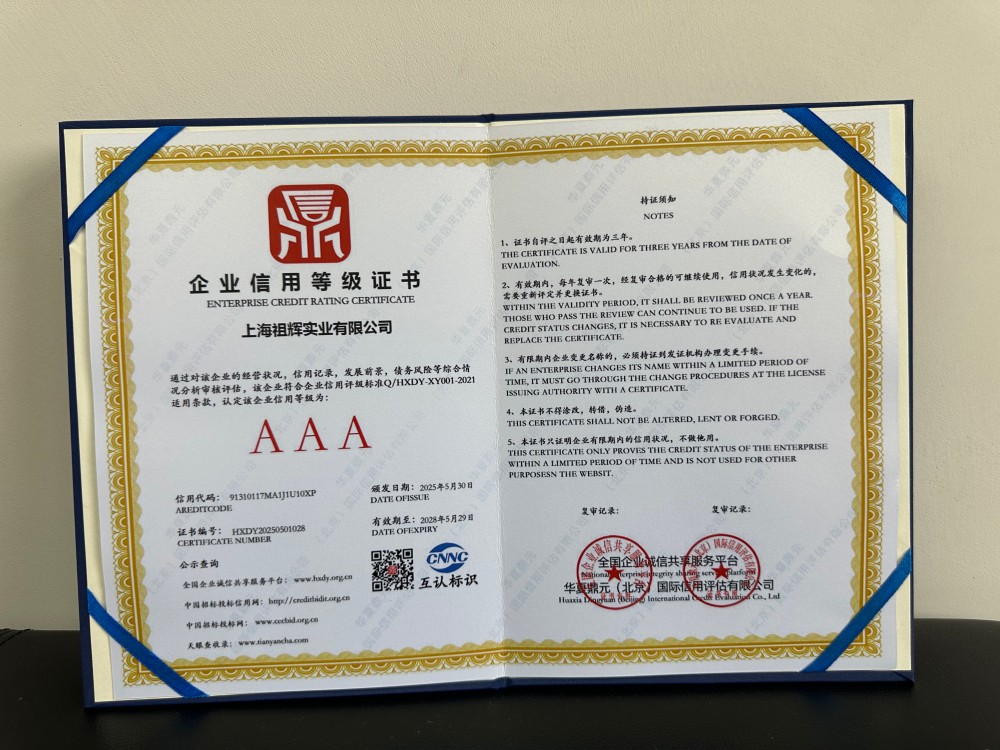 企业信用等级证书
ENTERPRISE CREDIT RATING CERTIFICATE
上海祖辉实业有限公司
通过对该企业的经营状况，信用记录，发展前景，债务风险等综合情
况分析审核评估，该企业符合企业信用评级标准Q/HXDY-XY001-2021
适用条款，认定该企业信用等级为：
AAA
信用代码： 91310117MA1J1U10XP
AREDITCODE
颁发日期： 2025年5月30日
DATE OFISSUE
证书编号： HXDY20250501028
CERTIFICATE NUMBER
有效期至： 2028年5月29日
DATE OFEXPIRY
公示查询
全国企业诚信共享服务平台： www.hxdy.org.cn
中国招标投标信用网： http://creditbidit.org.cn
中国招标投标网： www.cecbid.org.cn
天眼查收录： www.tianyancha.com
CNNC
互认标识
持证须知
NOTES
1、证书自评之日起有效期为三年。
THE CERTIFICATE IS VALID FOR THREE YEARS FROM THE DATE OF
EVALUATION.
2、有效期内，每年复审一次，经复审合格的可继续使用，信用状况发生变化的，
需要重新评定并更换证书。
WITHIN THE VALIDITY PERIOD, IT SHALL BE REVIEWED ONCE A YEAR.
THOSE WHO PASS THE REVIEW CAN CONTINUE TO BE USED. IF THE
CREDIT STATUS CHANGES, IT IS NECESSARY TO RE EVALUATE AND
REPLACE THE CERTIFICATE.
3、有限期内企业变更名称的，必须持证到发证机构办理变更手续。
IF AN ENTERPRISE CHANGES ITS NAME WITHIN A LIMITED PERIOD OF
TIME, IT MUST GO THROUGH THE CHANGE PROCEDURES AT THE LICENSE
ISSUING AUTHORITY WITH A CERTIFICATE.
4、本证书不得涂改，转借，伪造。
THIS CERTIFICATE SHALL NOT BE ALTERED, LENT OR FORGED.
5、本证书只证明企业有限期内的信用状况，不做他用。
THIS CERTIFICATE ONLY PROVES THE CREDIT STATUS OF THE ENTERPRISE
WITHIN A LIMITED PERIOD OF TIME AND IS NOT USED FOR OTHER
PURPOSESN THE WEBSIT.
复审记录： 复审记录：
全国企业诚信共享服务平台
National enterprise integrity sharing service platform
华夏鼎元（北京）国际信用评估有限公司
Huaxia Dingyuan (Beijing) International Credit Evaluation Co., Ltd